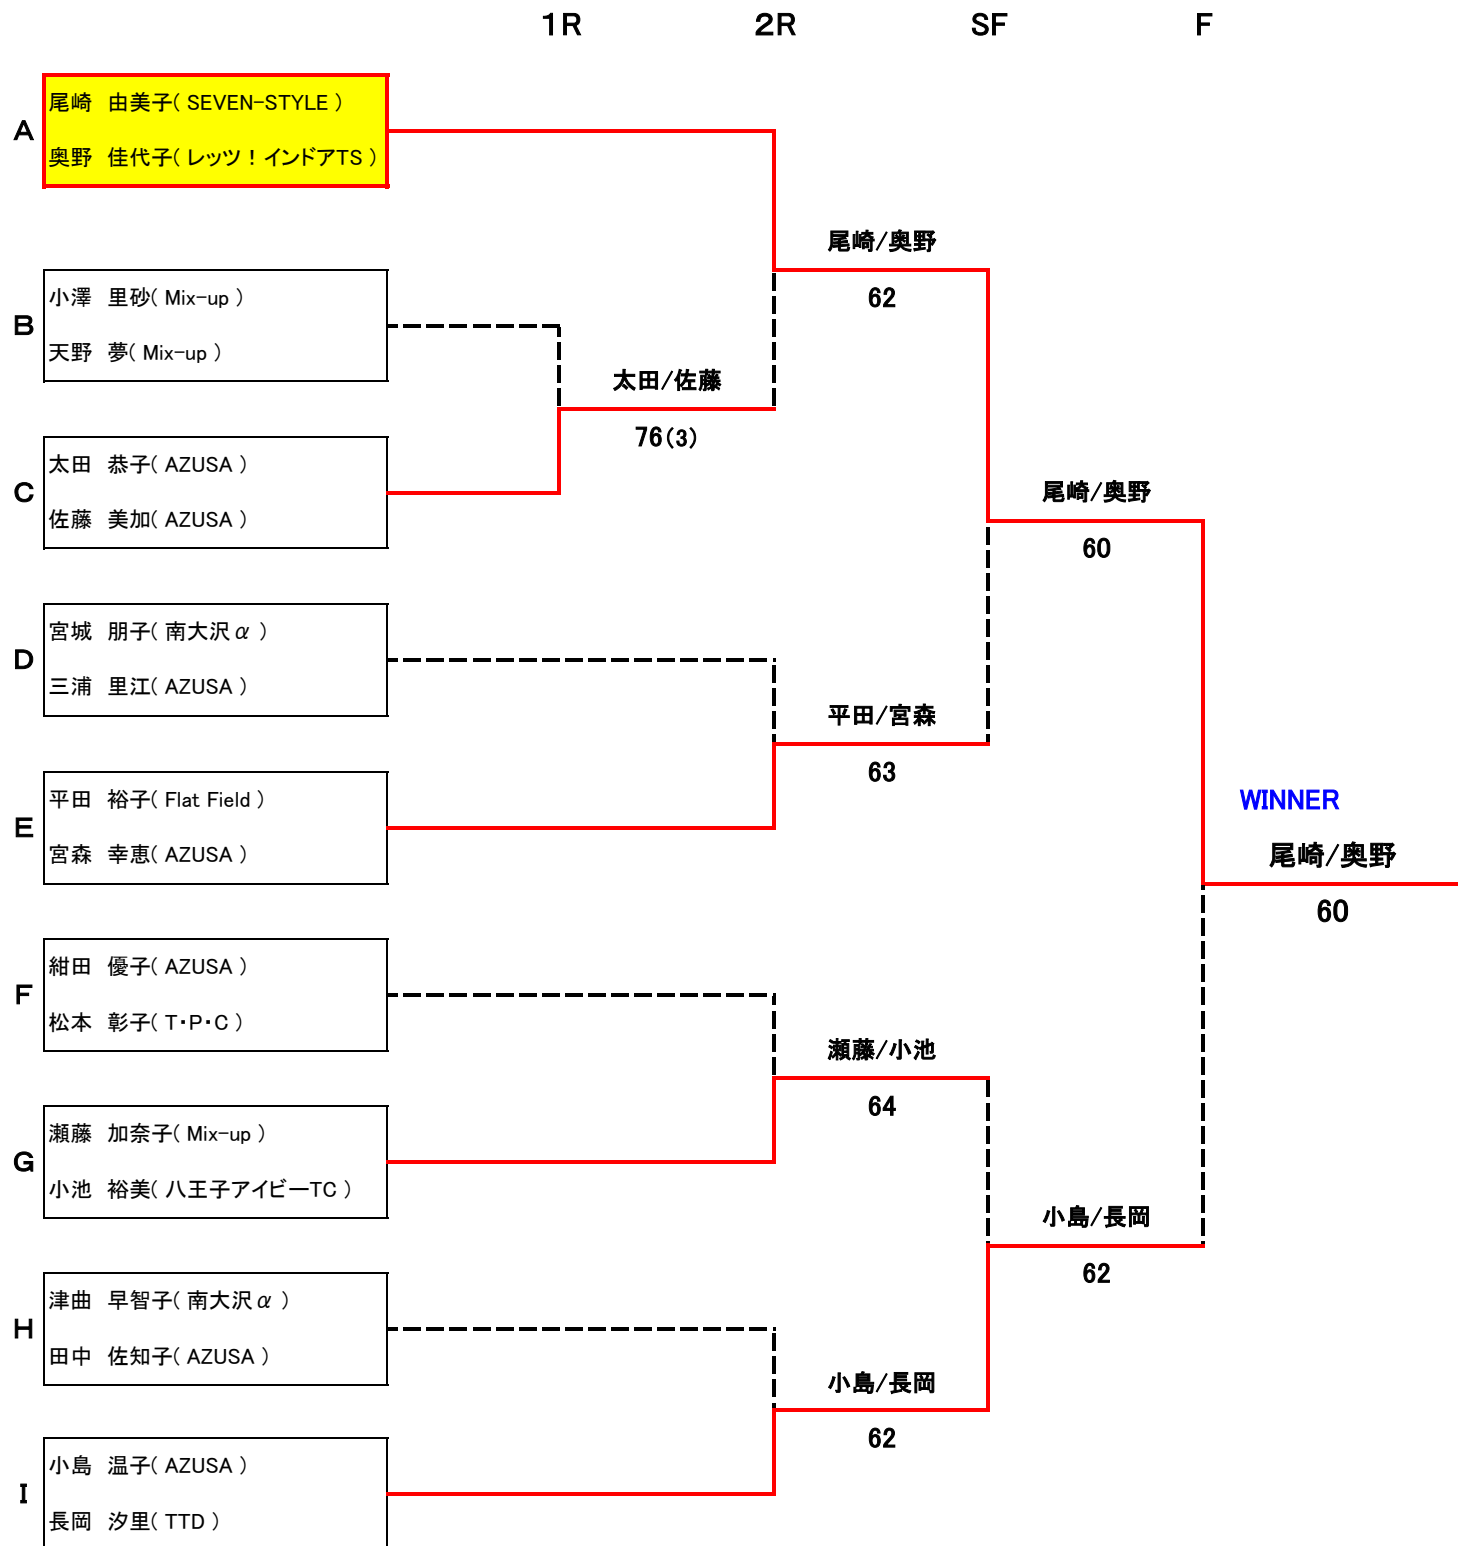 1R 2R SF F
A
尾崎 由美子( SEVEN-STYLE )
奥野 佳代子( レッツ！インドアTS )
尾崎/奥野
62
B
小澤 里砂( Mix-up )
天野 夢( Mix-up )
太田/佐藤
76(3)
C
太田 恭子( AZUSA )
佐藤 美加( AZUSA )
尾崎/奥野
60
D
宮城 朋子( 南大沢α )
三浦 里江( AZUSA )
平田/宮森
63
E
平田 裕子( Flat Field )
宮森 幸恵( AZUSA )
WINNER
尾崎/奥野
60
F
紺田 優子( AZUSA )
松本 彰子( T・P・C )
瀬藤/小池
64
G
瀬藤 加奈子( Mix-up )
小池 裕美( 八王子アイビーTC )
小島/長岡
62
H
津曲 早智子( 南大沢α )
田中 佐知子( AZUSA )
小島/長岡
62
I
小島 温子( AZUSA )
長岡 汐里( TTD )